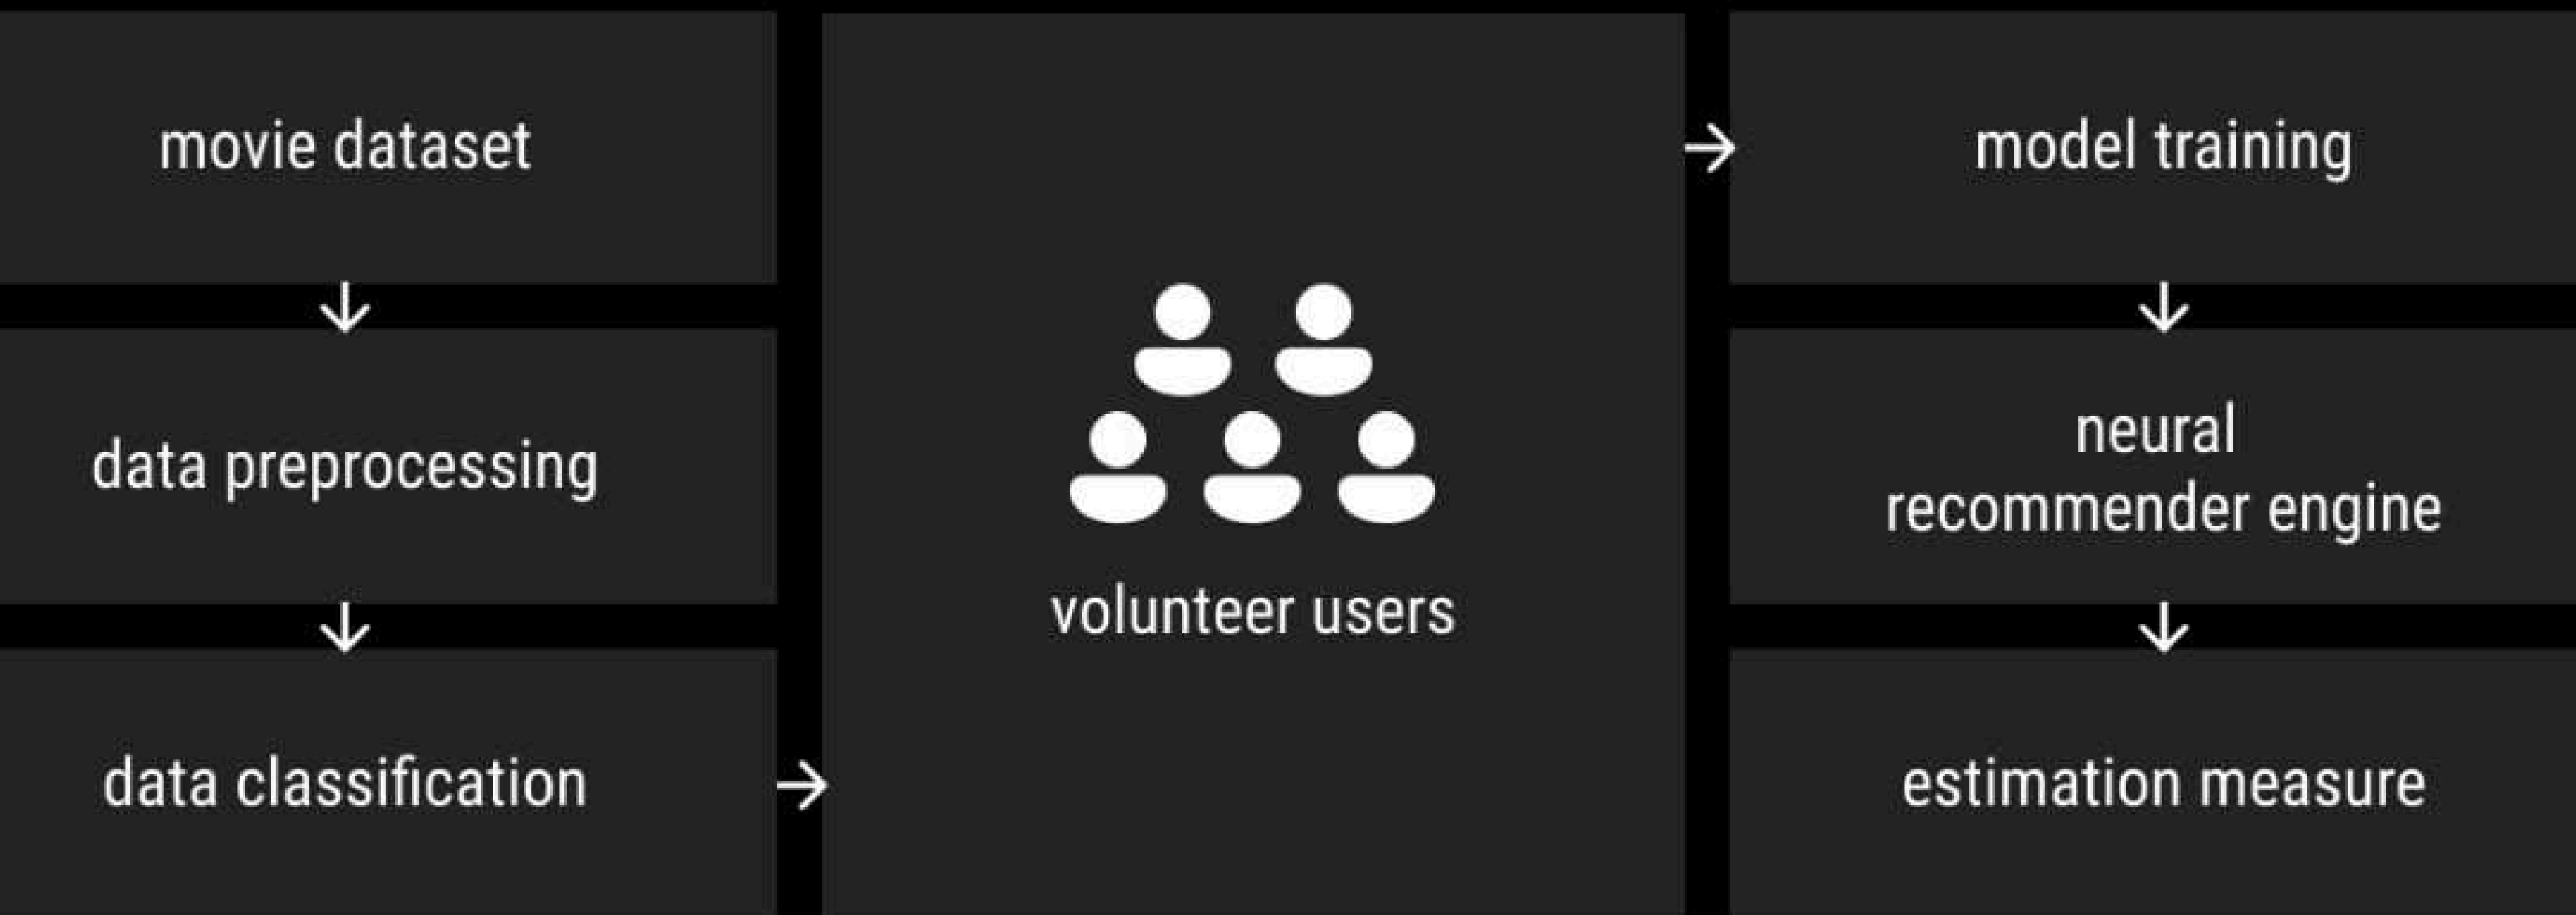 movie dataset
data preprocessing
data classification
volunteer users
model training
neural
recommender engine
estimation measure